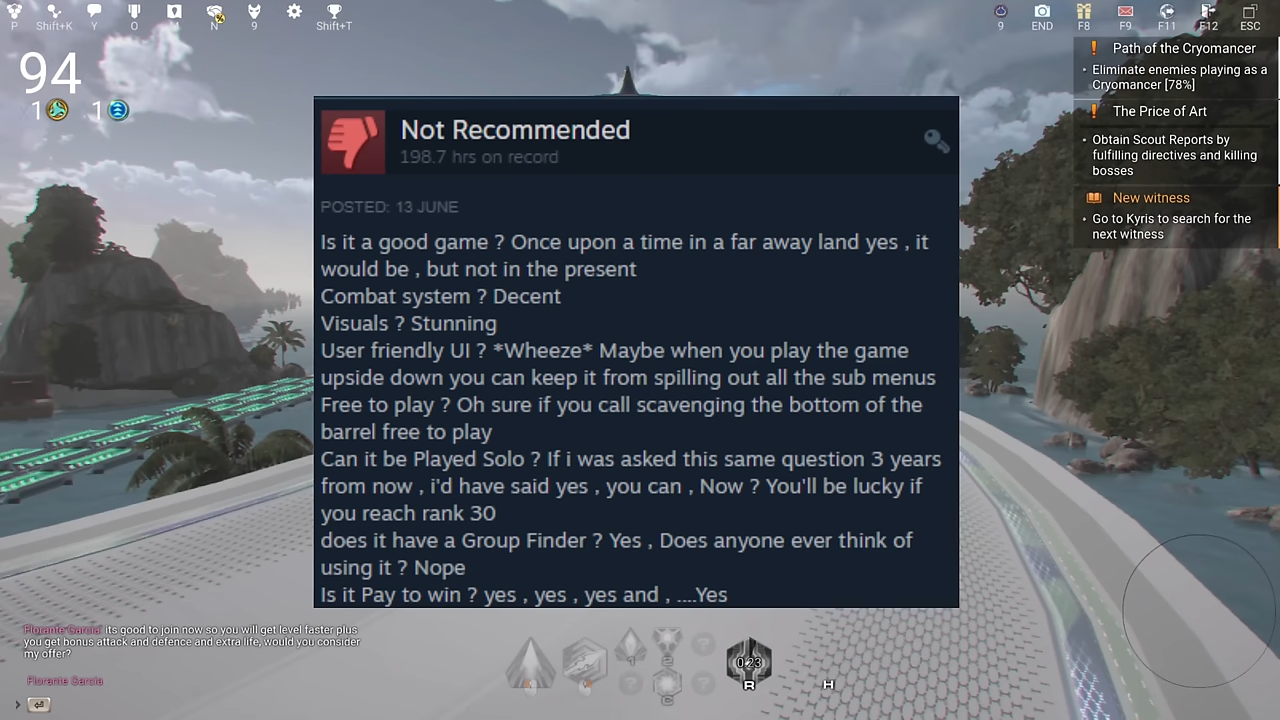 P Shift+K Y O M N 9 Shift+T
9 END F8 F9 F11 F12 ESC
94
1 1
! Path of the Cryomancer
• Eliminate enemies playing as a
Cryomancer [78%]
! The Price of Art
• Obtain Scout Reports by
fulfilling directives and killing
bosses
New witness
• Go to Kyris to search for the
next witness
Not Recommended
198.7 hrs on record
POSTED: 13 JUNE
Is it a good game ? Once upon a time in a far away land yes , it
would be , but not in the present
Combat system ? Decent
Visuals ? Stunning
User friendly UI ? *Wheeze* Maybe when you play the game
upside down you can keep it from spilling out all the sub menus
Free to play ? Oh sure if you call scavenging the bottom of the
barrel free to play
Can it be Played Solo ? If i was asked this same question 3 years
from now , i'd have said yes , you can , Now ? You'll be lucky if
you reach rank 30
does it have a Group Finder ? Yes , Does anyone ever think of
using it ? Nope
Is it Pay to win ? yes , yes , yes and , ....Yes
Florante Garcia: its good to join now so you will get level faster plus
you get bonus attack and defence and extra life, would you consider
my offer?
Florante Garcia
1 2 ?
? C ?
0:23
R H